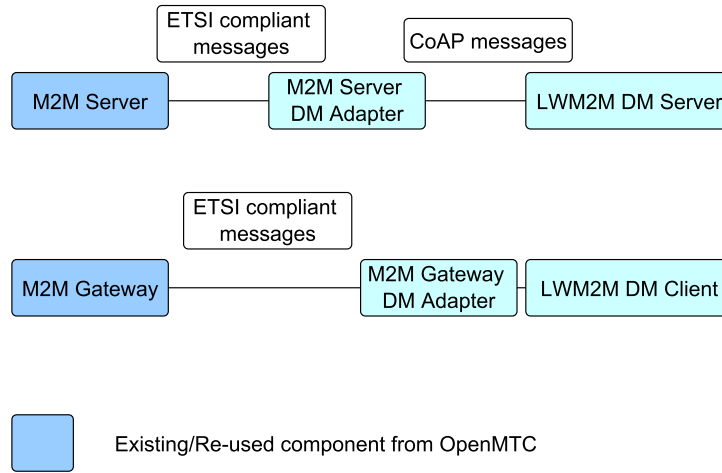 ETSI compliant
messages
CoAP messages
M2M Server
M2M Server
DM Adapter
LWM2M DM Server
ETSI compliant
messages
M2M Gateway
M2M Gateway
DM Adapter
LWM2M DM Client
Existing/Re-used component from OpenMTC